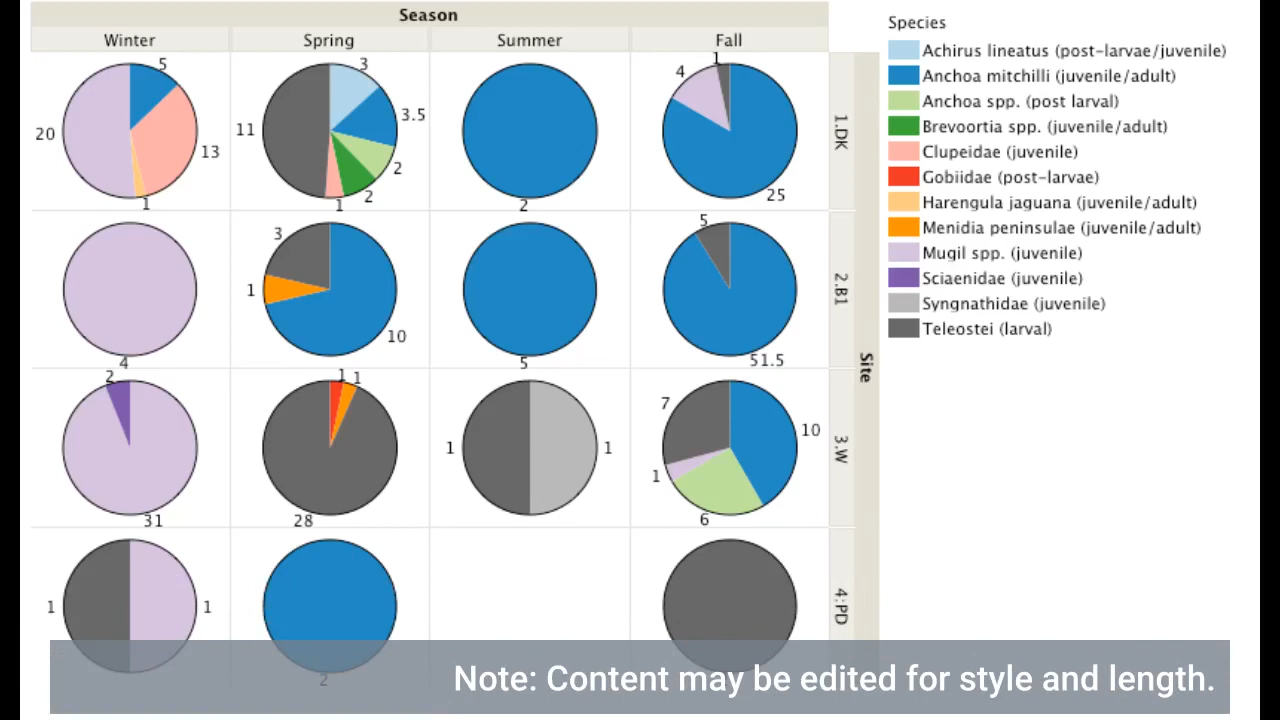 Season
Winter Spring Summer Fall
Species
Achirus lineatus (post-larvae/juvenile)
Anchoa mitchilli (juvenile/adult)
Anchoa spp. (post larval)
Brevoortia spp. (juvenile/adult)
Clupeidae (juvenile)
Gobiidae (post-larvae)
Harengula jaguana (juvenile/adult)
Menidia peninsulae (juvenile/adult)
Mugil spp. (juvenile)
Sciaenidae (juvenile)
Syngnathidae (juvenile)
Teleostei (larval)
Site
1.DK
5
20
13
1
3
11
3.5
2
2
1
2
1
4
25
2.B1
4
3
1
10
5
5
51.5
3.W
2
31
1 1
28
1
1
7
10
1
6
4.PD
1
1
2
Note: Content may be edited for style and length.